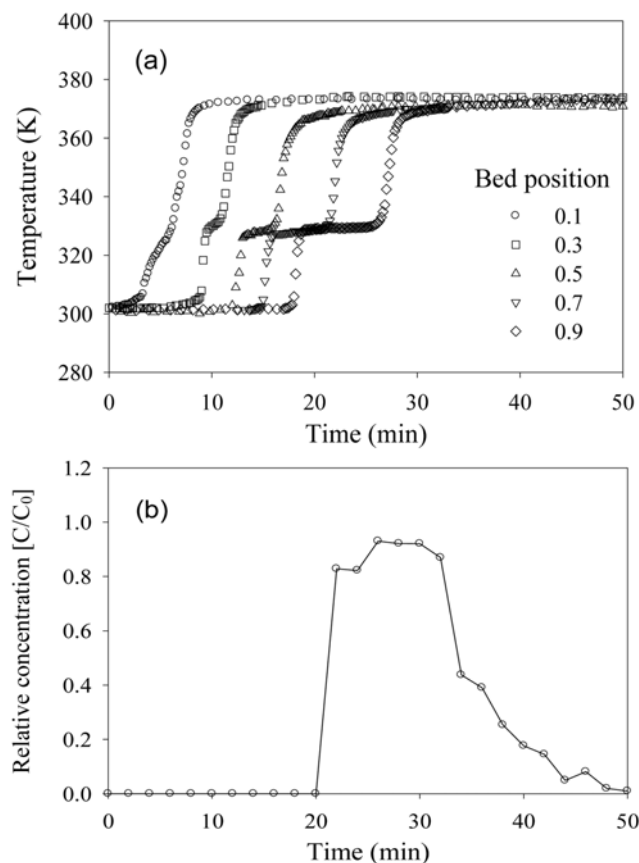 400
(a)
380
360
340
320
300
280
Temperature (K)
Bed position
0.1
0.3
0.5
0.7
0.9
0 10 20 30 40 50
Time (min)
1.2
(b)
1.0
0.8
0.6
0.4
0.2
0.0
Relative concentration [C/C₀]
0 10 20 30 40 50
Time (min)